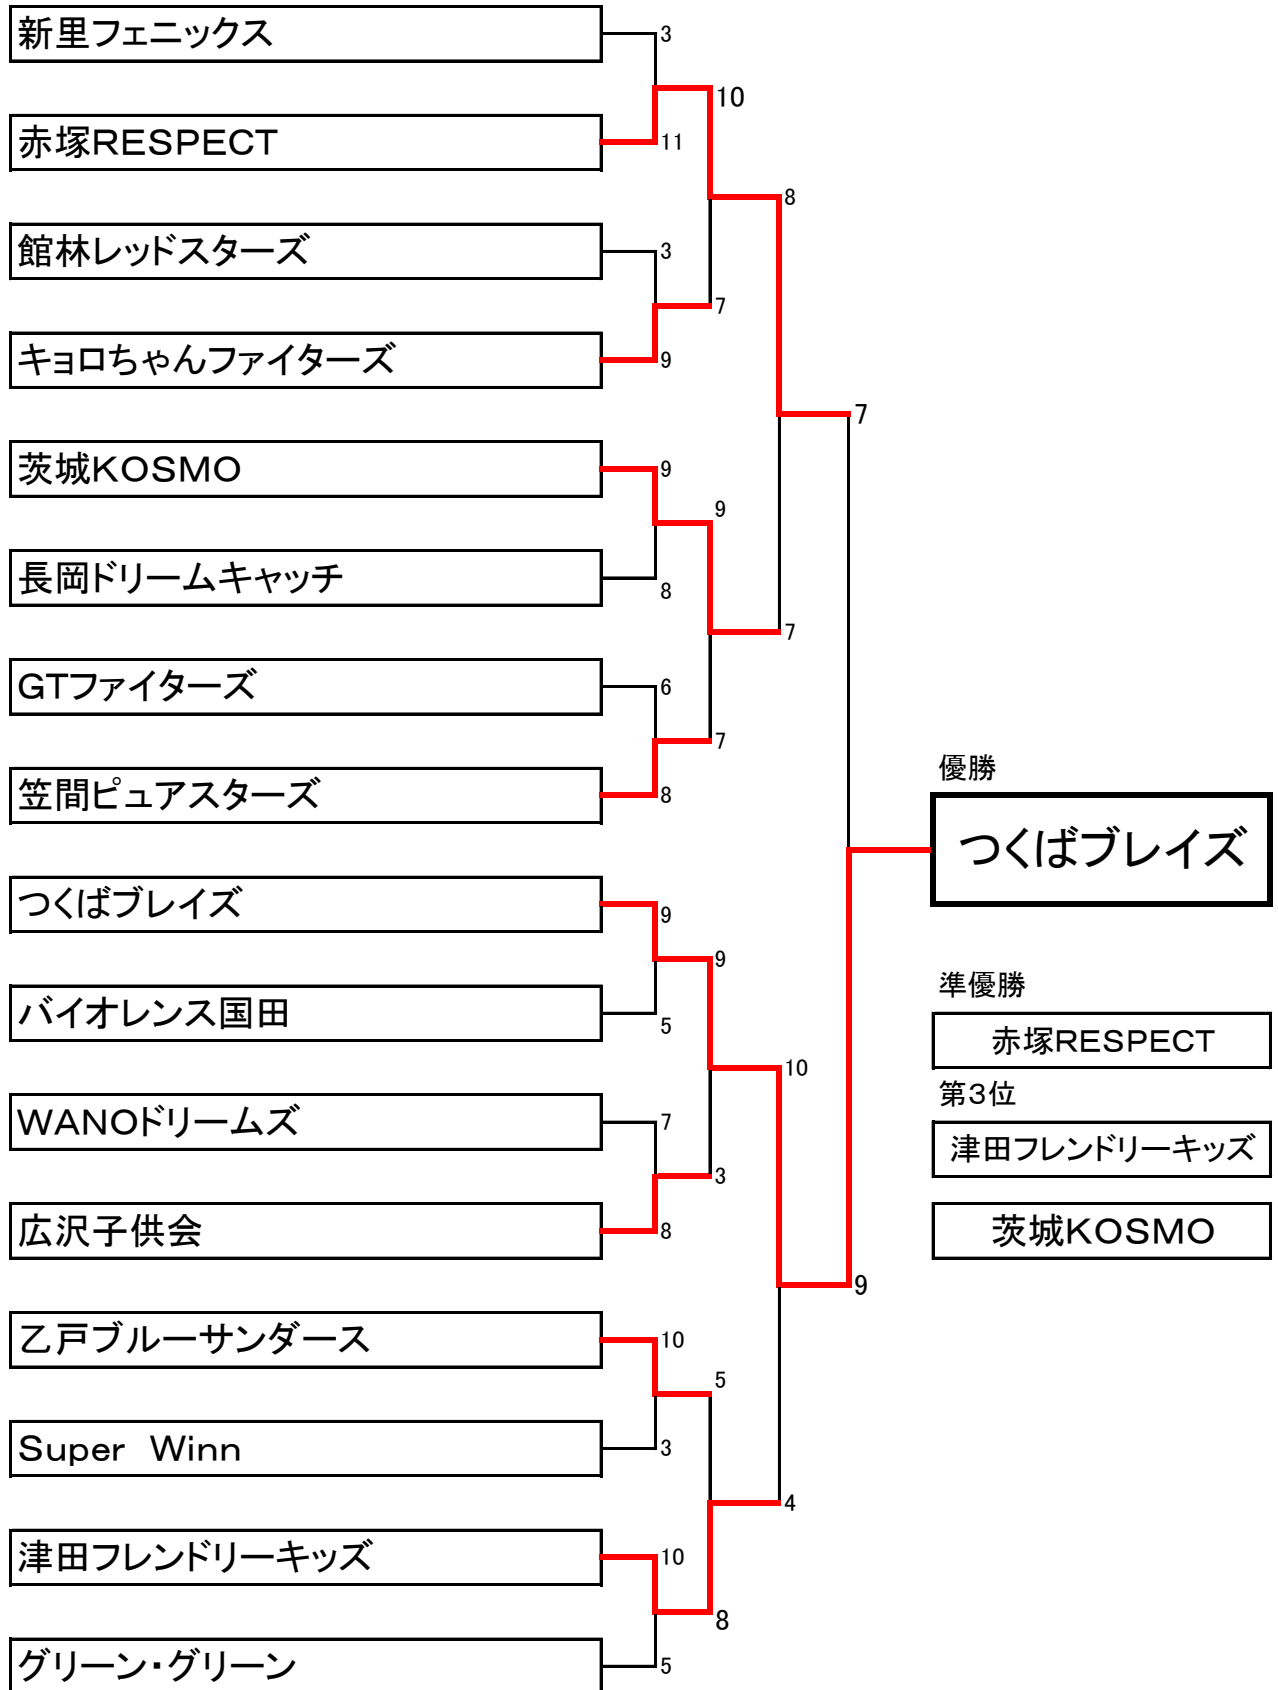 新里フェニックス
3
10
赤塚RESPECT
11
8
館林レッドスターズ
3
7
キョロちゃんファイターズ
9
7
茨城KOSMO
9
9
長岡ドリームキャッチ
8
7
GTファイターズ
6
7
笠間ピュアスターズ
8
優勝
つくばブレイズ
つくばブレイズ
9
9
バイオレンス国田
5
10
準優勝
赤塚RESPECT
第3位
WANOドリームズ
7
3
津田フレンドリーキッズ
広沢子供会
8
茨城KOSMO
9
乙戸ブルーサンダース
10
5
Super Winn
3
4
津田フレンドリーキッズ
10
8
グリーン・グリーン
5